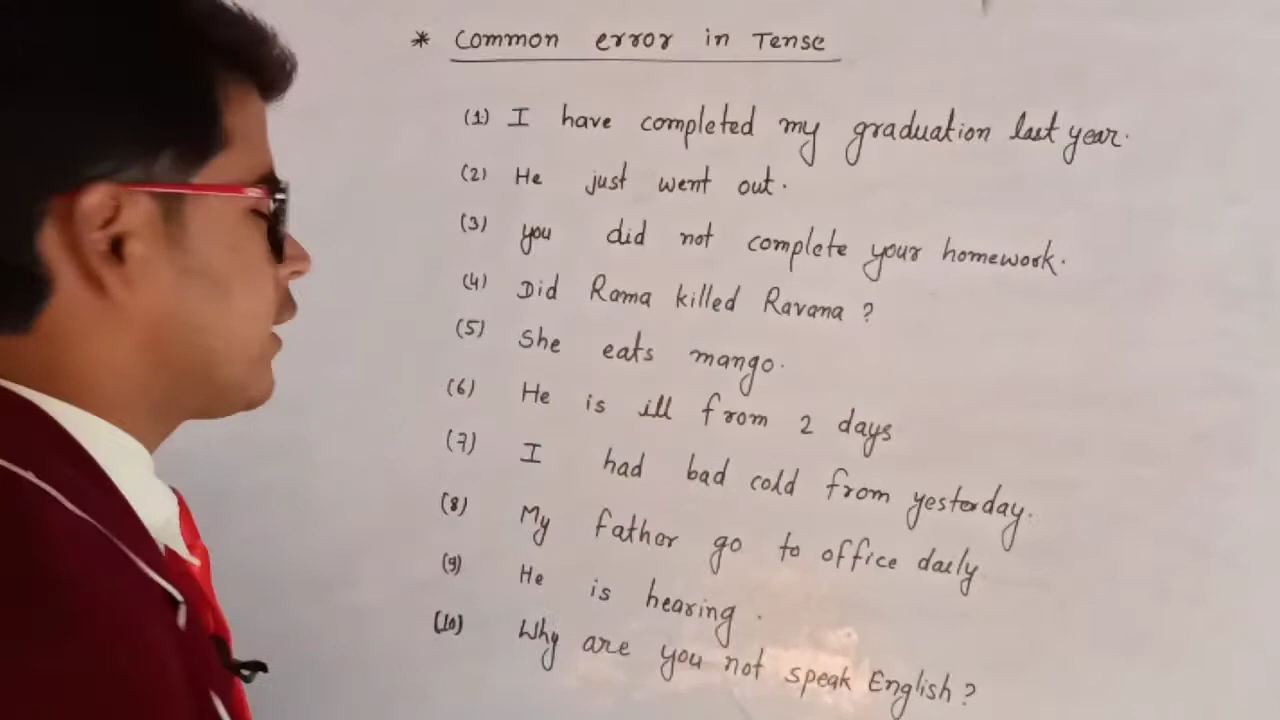 * Common error in Tense
(1) I have completed my graduation last year.
(2) He just went out.
(3) you did not complete your homework.
(4) Did Rama killed Ravana ?
(5) She eats mango.
(6) He is ill from 2 days
(7) I had bad cold from yesterday.
(8) My father go to office daily
(9) He is hearing .
(10) Why are you not speak English ?